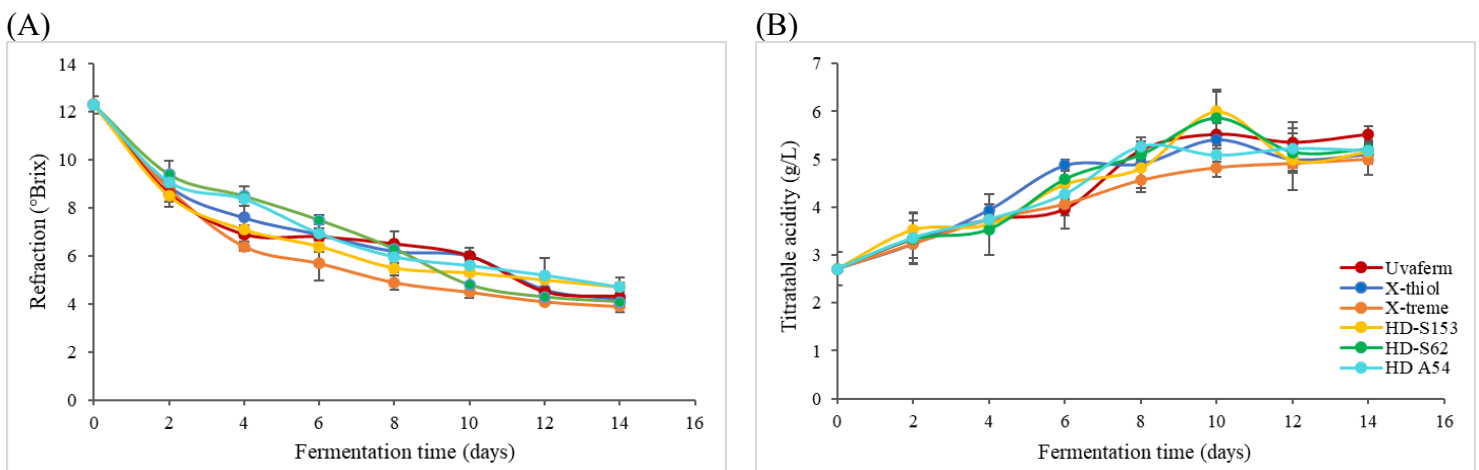 (A)
14
12
10
8
6
4
2
0
Refraction (°Brix)
0 2 4 6 8 10 12 14 16
Fermentation time (days)
(B)
7
6
5
4
3
2
1
0
Titratable acidity (g/L)
Uvaferm
X-thiol
X-treme
HD-S153
HD-S62
HD A54
0 2 4 6 8 10 12 14 16
Fermentation time (days)